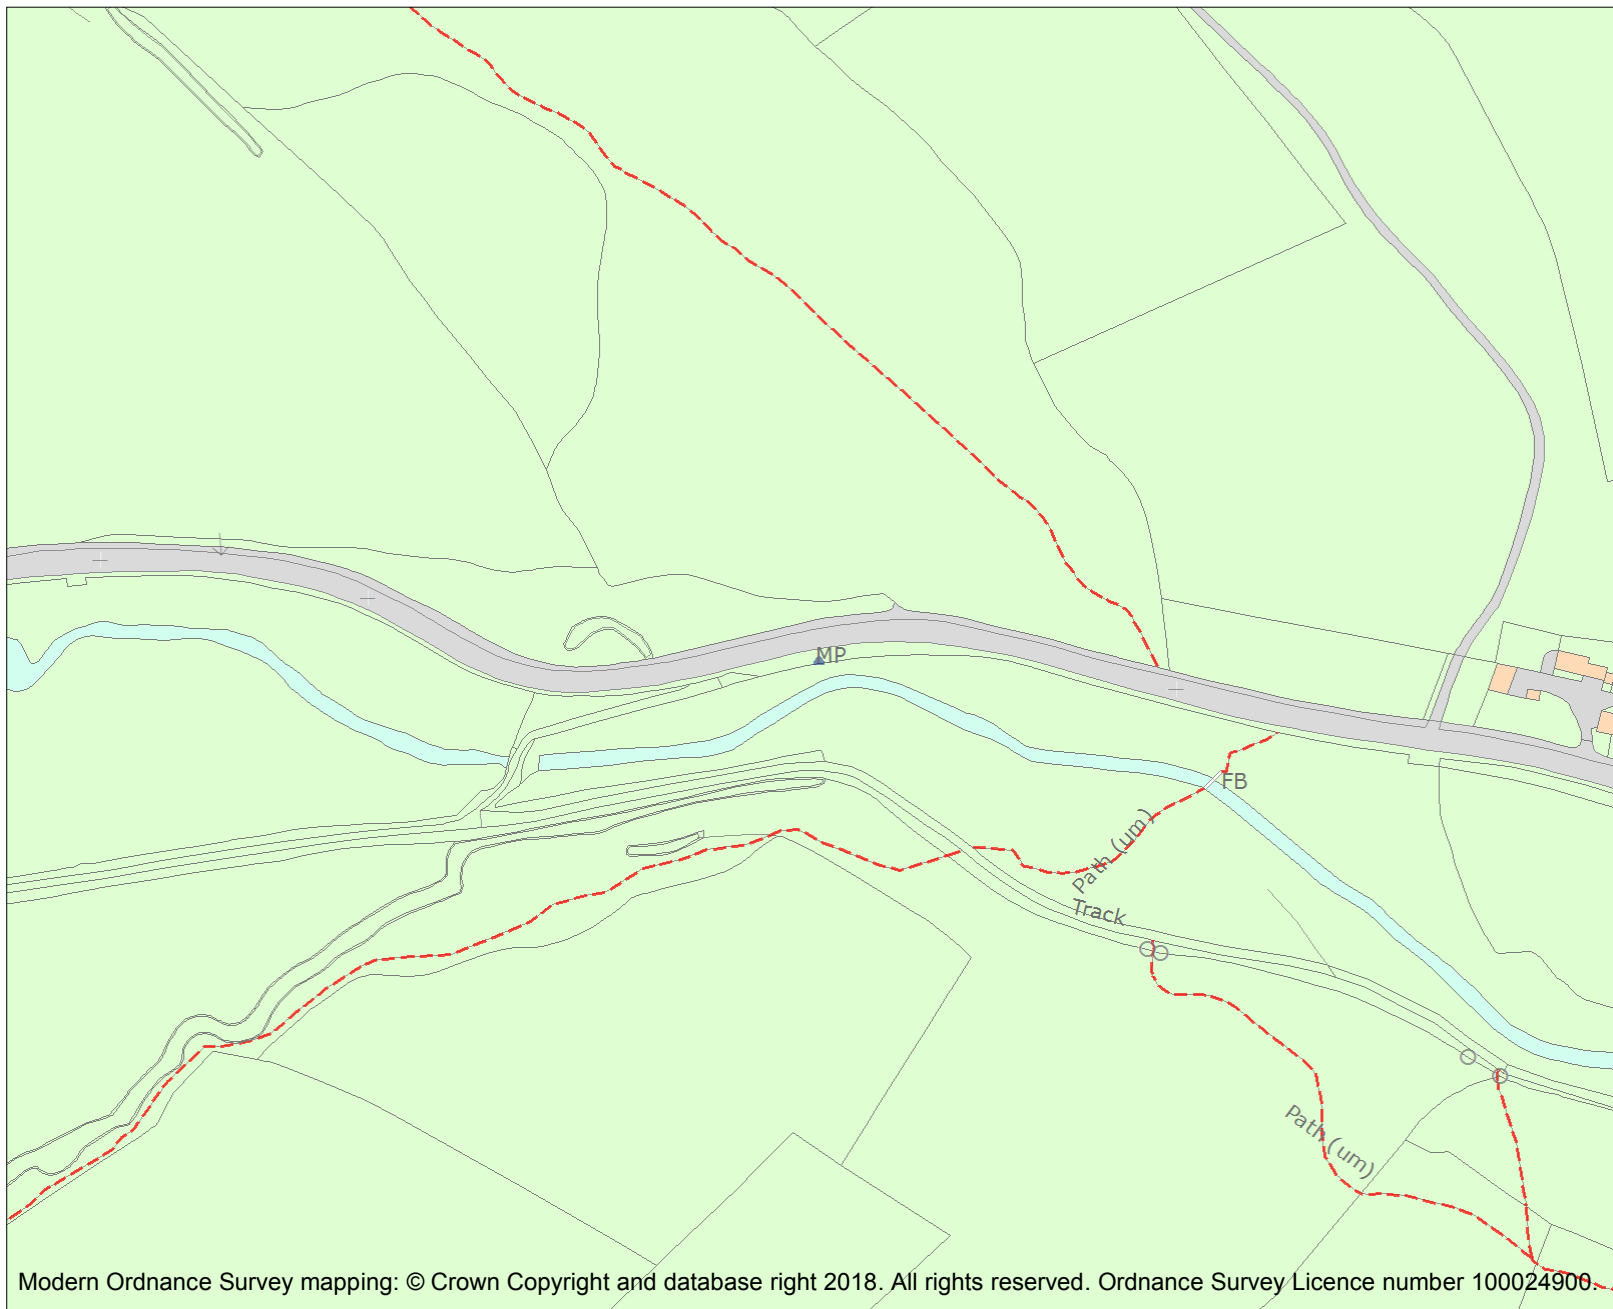 MP
FB
Path (um)
Track
Path (um)
Modern Ordnance Survey mapping: © Crown Copyright and database right 2018. All rights reserved. Ordnance Survey Licence number 100024900.